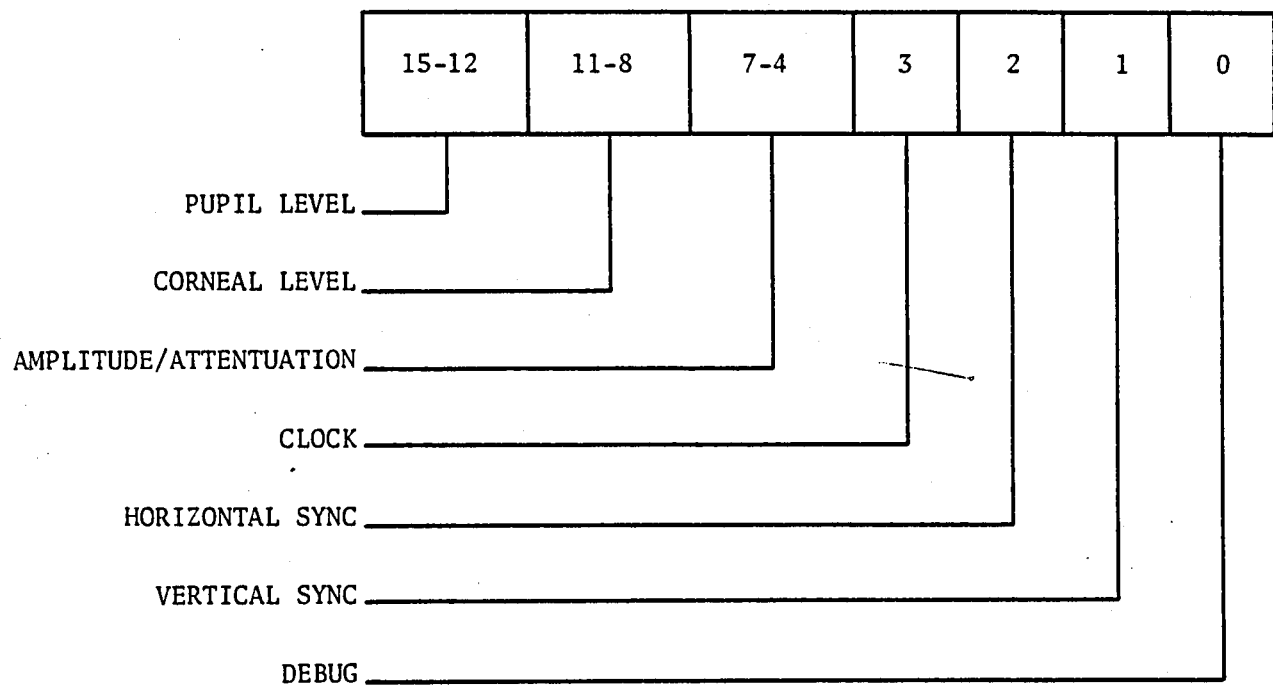 15-12 11-8 7-4 3 2 1 0
PUPIL LEVEL
CORNEAL LEVEL
AMPLITUDE/ATTENTUATION
CLOCK
HORIZONTAL SYNC
VERTICAL SYNC
DEBUG